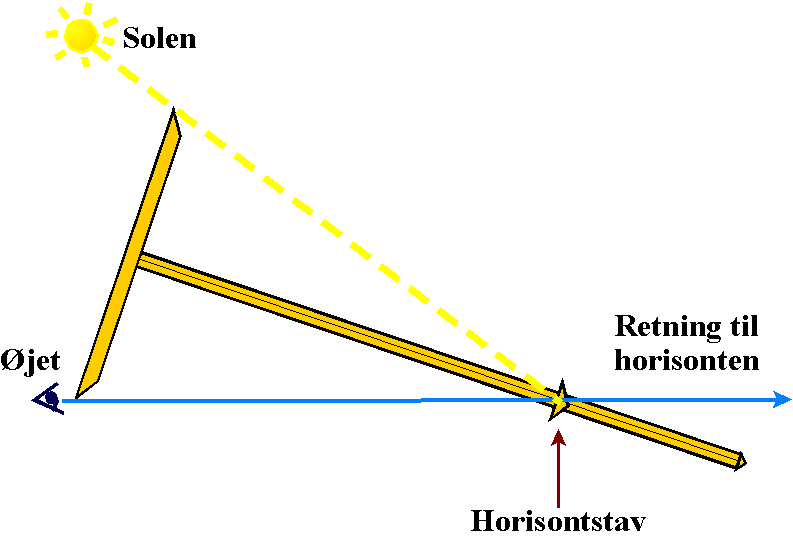 Solen
Retning til
horisonten
Øjet
Horisontstav